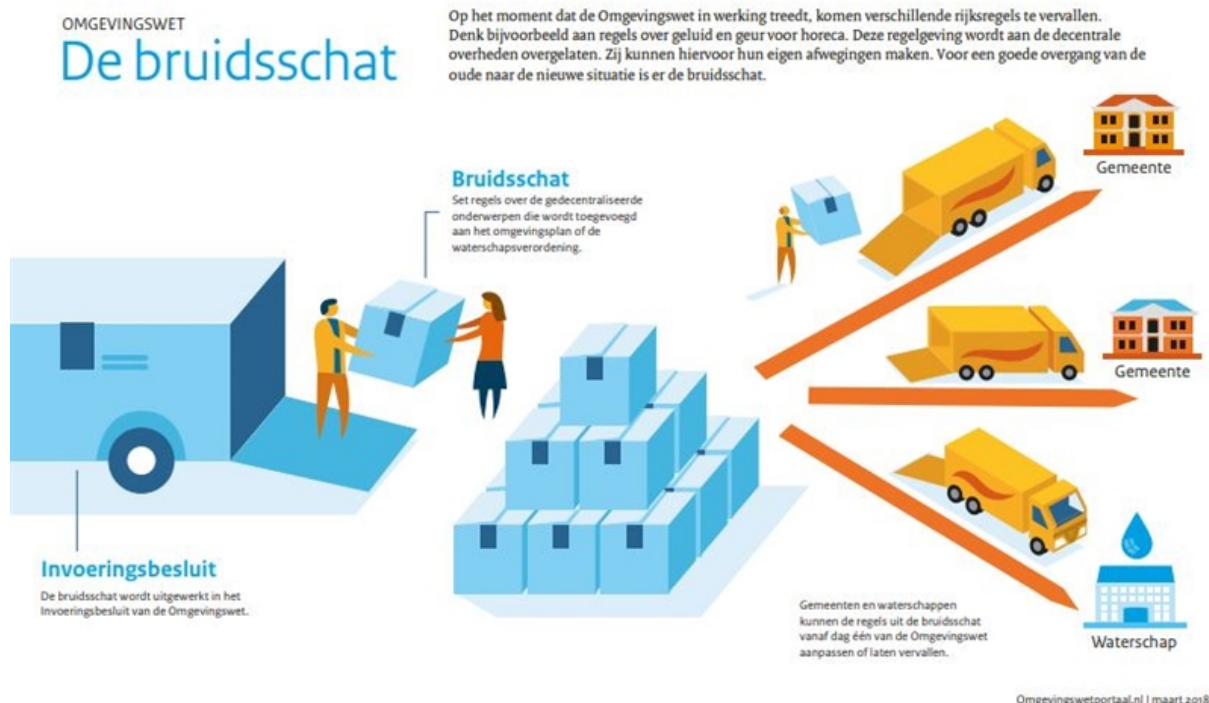 OMGEVINGSWET
De bruidsschat
Op het moment dat de Omgevingswet in werking treedt, komen verschillende rijksregels te vervallen.
Denk bijvoorbeeld aan regels over geluid en geur voor horeca. Deze regelgeving wordt aan de decentrale
overheden overgelaten. Zij kunnen hiervoor hun eigen afwegingen maken. Voor een goede overgang van de
oude naar de nieuwe situatie is er de bruidsschat.
Bruidsschat
Set regels over de gedecentraliseerde
onderwerpen die wordt toegevoegd
aan het omgevingsplan of de
waterschapsverordening.
Gemeente
Gemeente
Invoeringsbesluit
De bruidsschat wordt uitgewerkt in het
Invoeringsbesluit van de Omgevingswet.
Gemeenten en waterschappen
kunnen de regels uit de bruidsschat
vanaf dag één van de Omgevingswet
aanpassen of laten vervallen.
Waterschap
Omgevingswetportaal.nl | maart 2018